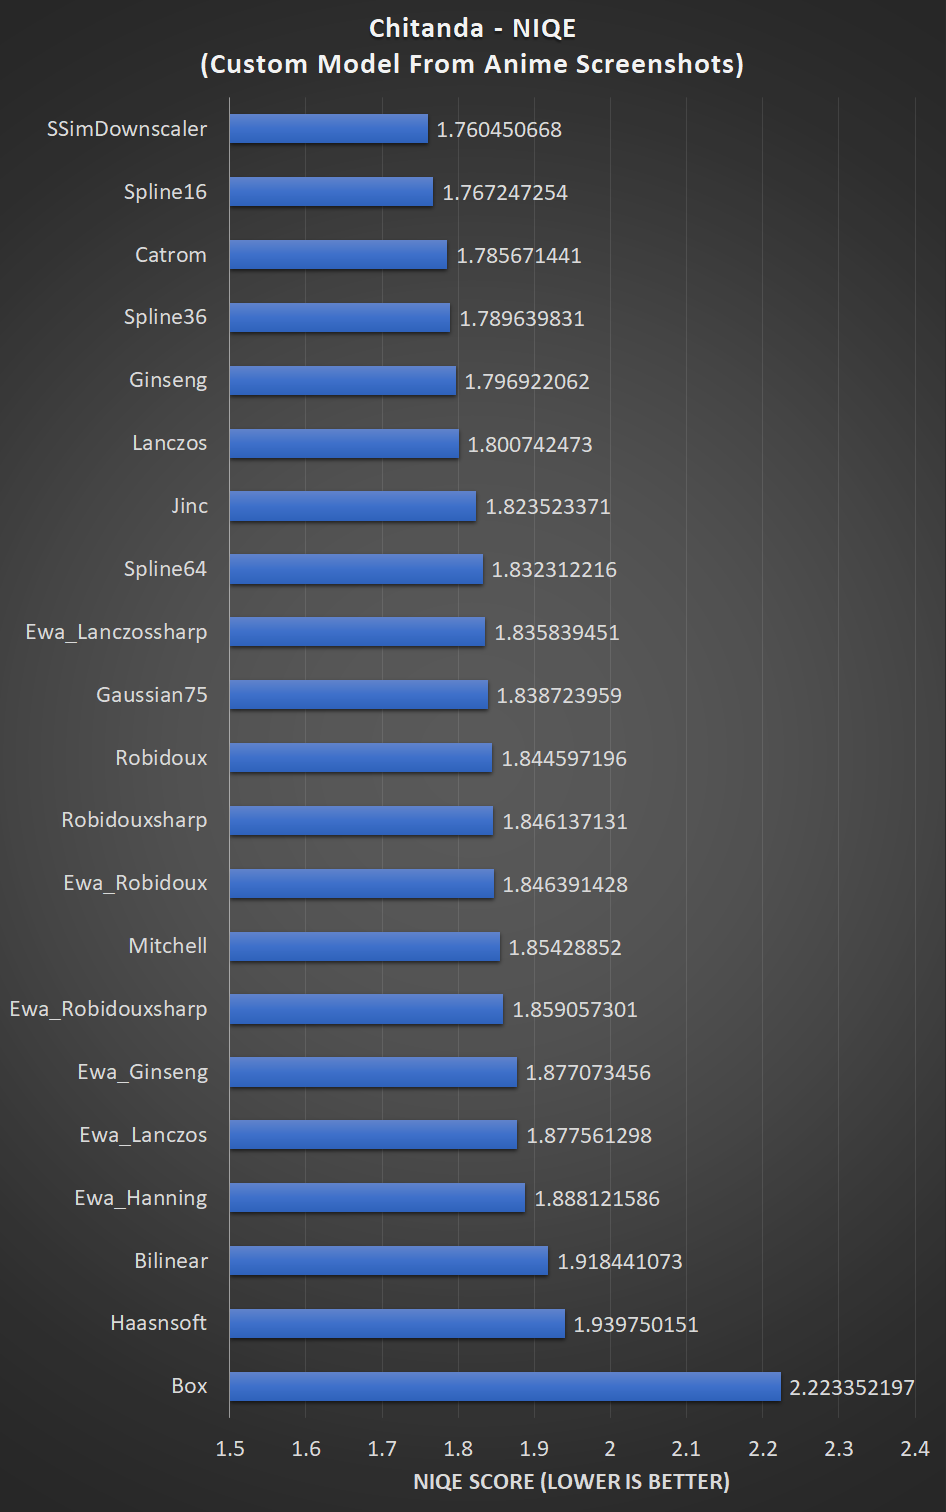 Chitanda - NIQE
(Custom Model From Anime Screenshots)
SSimDownscaler 1.760450668
Spline16 1.767247254
Catrom 1.785671441
Spline36 1.789639831
Ginseng 1.796922062
Lanczos 1.800742473
Jinc 1.823523371
Spline64 1.832312216
Ewa_Lanczossharp 1.835839451
Gaussian75 1.838723959
Robidoux 1.844597196
Robidouxsharp 1.846137131
Ewa_Robidoux 1.846391428
Mitchell 1.85428852
Ewa_Robidouxsharp 1.859057301
Ewa_Ginseng 1.877073456
Ewa_Lanczos 1.877561298
Ewa_Hanning 1.888121586
Bilinear 1.918441073
Haasnsoft 1.939750151
Box 2.223352197
1.5 1.6 1.7 1.8 1.9 2 2.1 2.2 2.3 2.4
NIQE SCORE (LOWER IS BETTER)